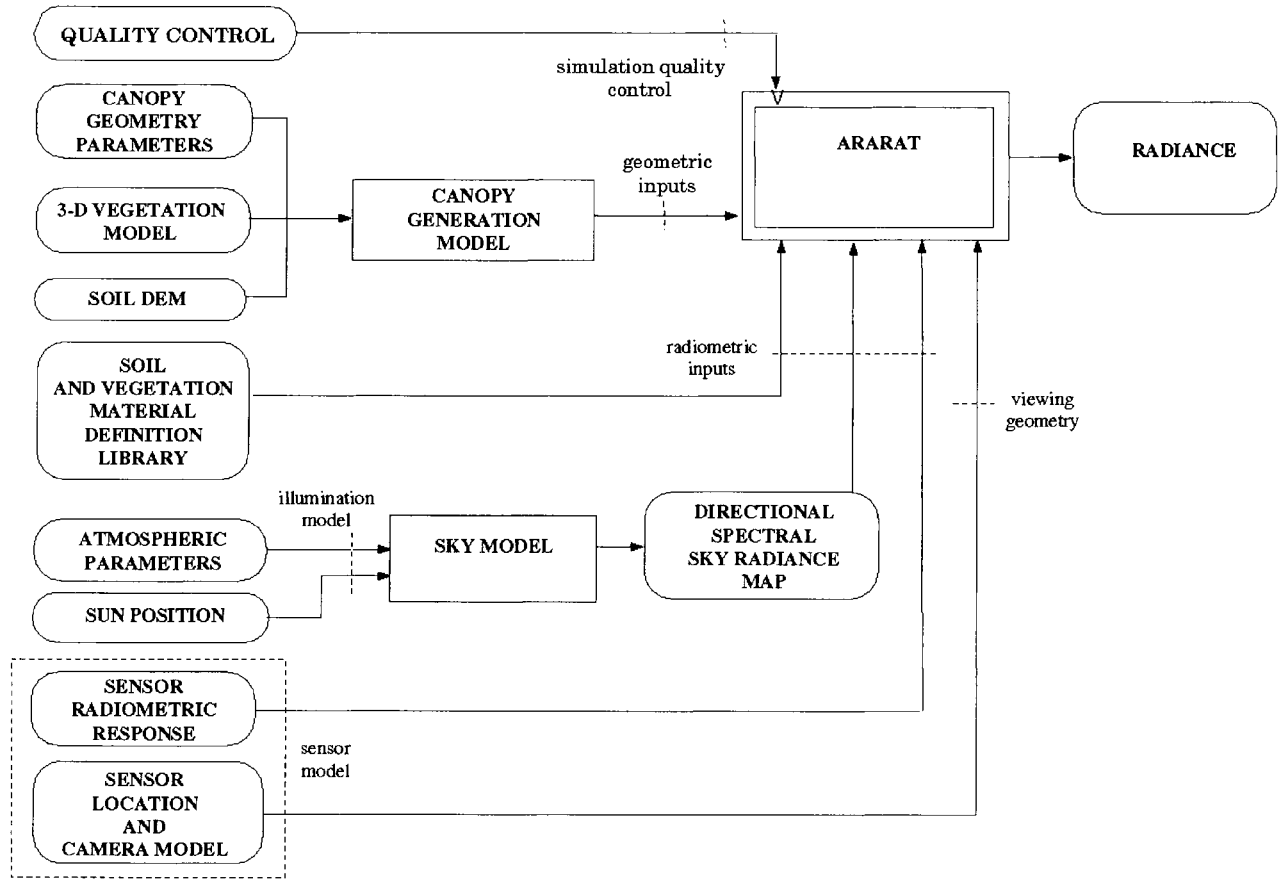 QUALITY CONTROL
simulation quality
control
CANOPY
GEOMETRY
PARAMETERS
ARARAT
RADIANCE
geometric
inputs
3-D VEGETATION
MODEL
CANOPY
GENERATION
MODEL
SOIL DEM
radiometric
inputs
SOIL
AND VEGETATION
MATERIAL
DEFINITION
LIBRARY
viewing
geometry
illumination
model
ATMOSPHERIC
PARAMETERS
SKY MODEL
DIRECTIONAL
SPECTRAL
SKY RADIANCE
MAP
SUN POSITION
SENSOR
RADIOMETRIC
RESPONSE
sensor
model
SENSOR
LOCATION
AND
CAMERA MODEL